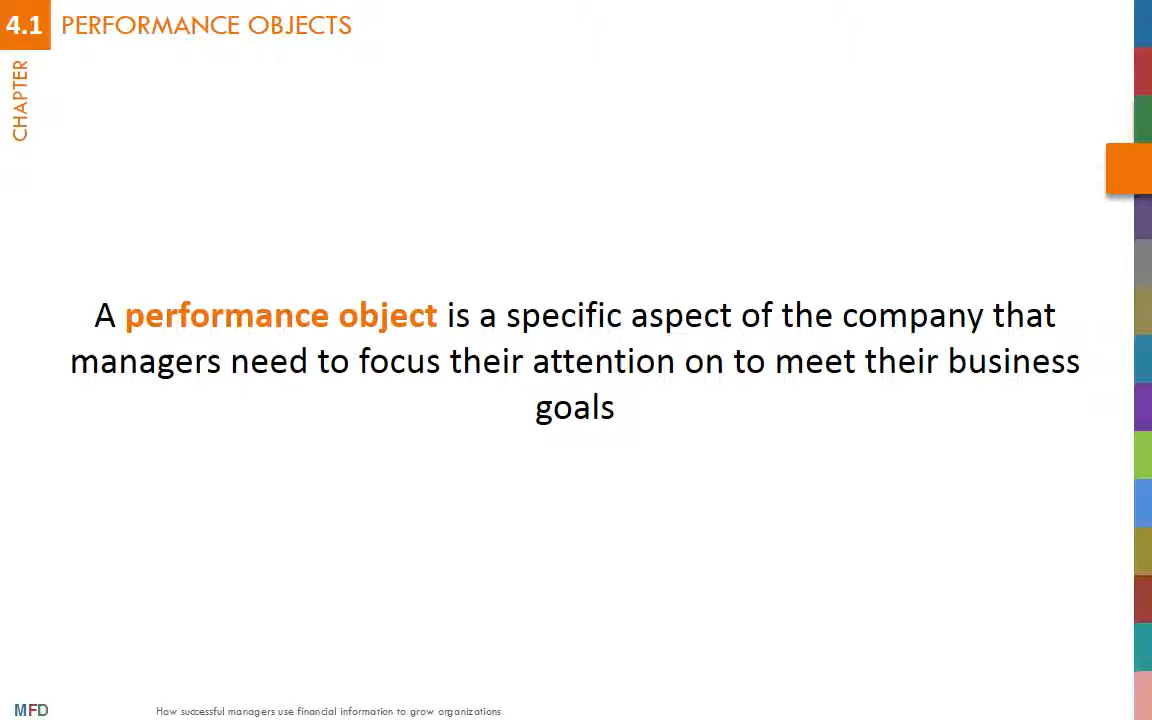 4.1 PERFORMANCE OBJECTS
CHAPTER
A performance object is a specific aspect of the company that
managers need to focus their attention on to meet their business
goals
MFD How successful managers use financial information to grow organizations